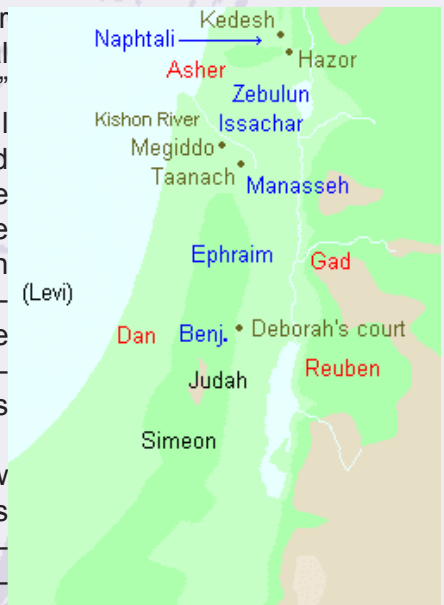 Kedesh
Naphtali
Hazor
Asher
Zebulun
Kishon River Issachar
Megiddo
Taanach
Manasseh
Ephraim
Gad
(Levi)
Dan Benj. Deborah's court
Reuben
Judah
Simeon